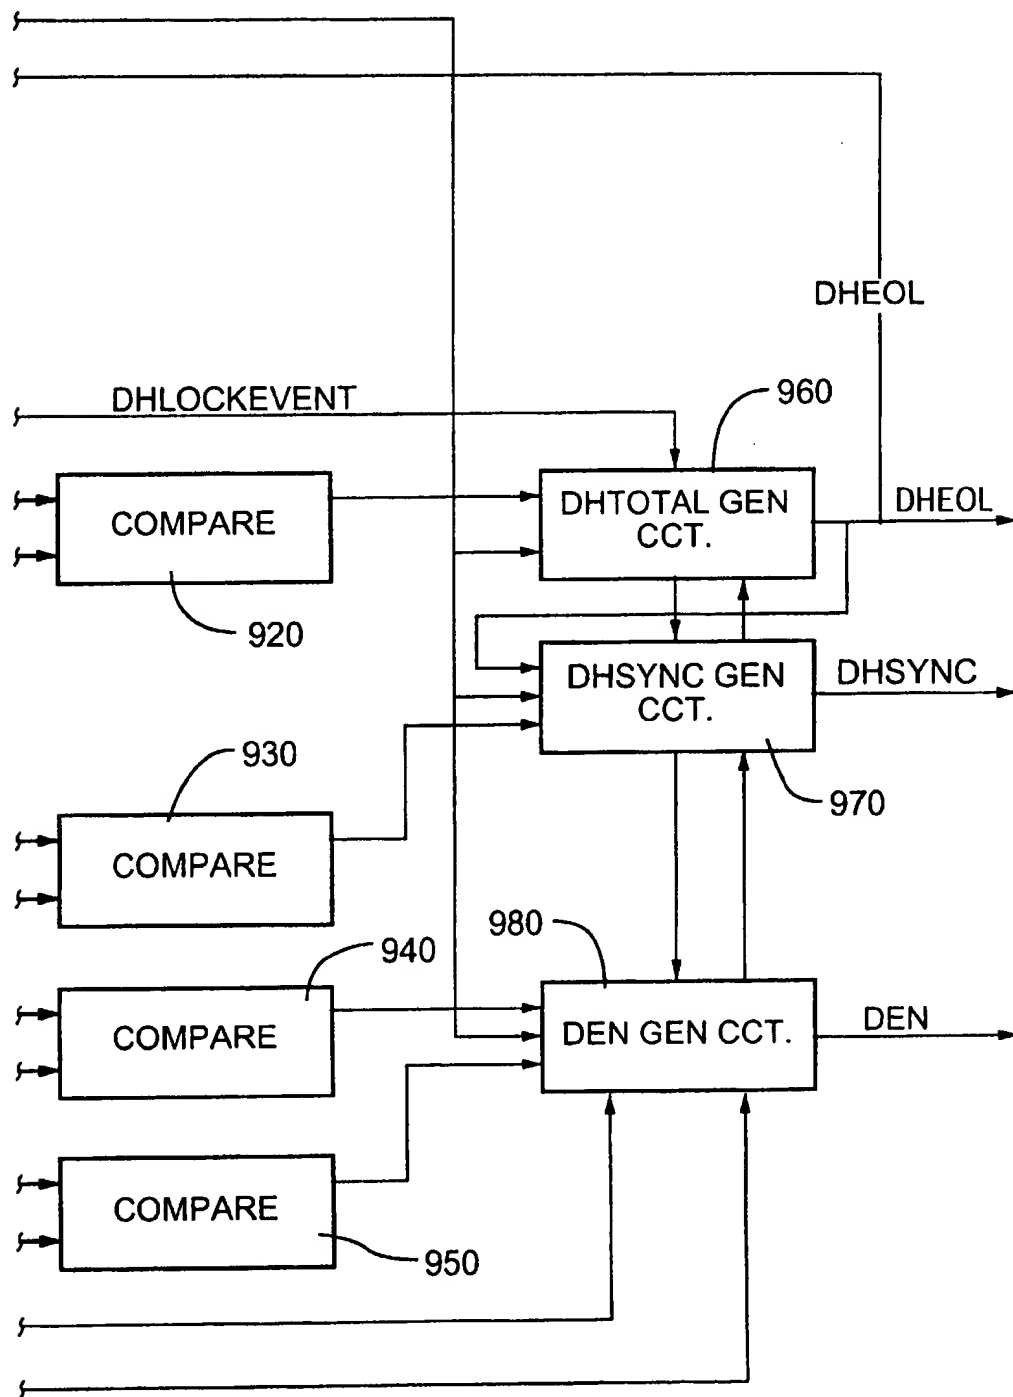 DHEOL
DHLOCKEVENT
960
COMPARE
DHTOTAL GEN
CCT.
DHEOL
920
DHSYNC GEN
CCT.
DHSYNC
930
970
COMPARE
980
940
COMPARE
DEN GEN CCT.
DEN
COMPARE
950